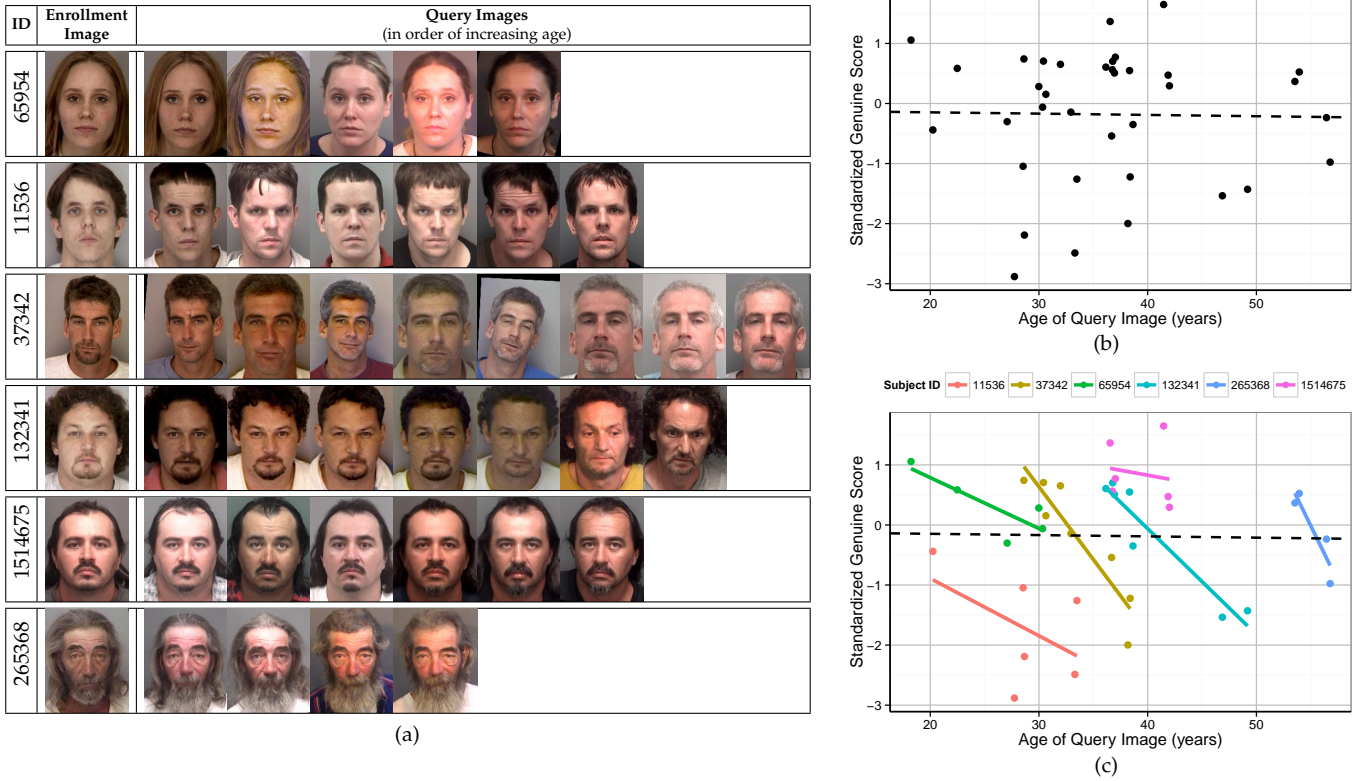 ID
Enrollment
Image
Query Images
(in order of increasing age)
65954
11536
37342
132341
1514675
265368
(a)
Standardized Genuine Score
1
0
−1
−2
−3
20
30
40
50
Age of Query Image (years)
(b)
Subject ID
11536
37342
65954
132341
265368
1514675
Standardized Genuine Score
1
0
−1
−2
−3
20
30
40
50
Age of Query Image (years)
(c)